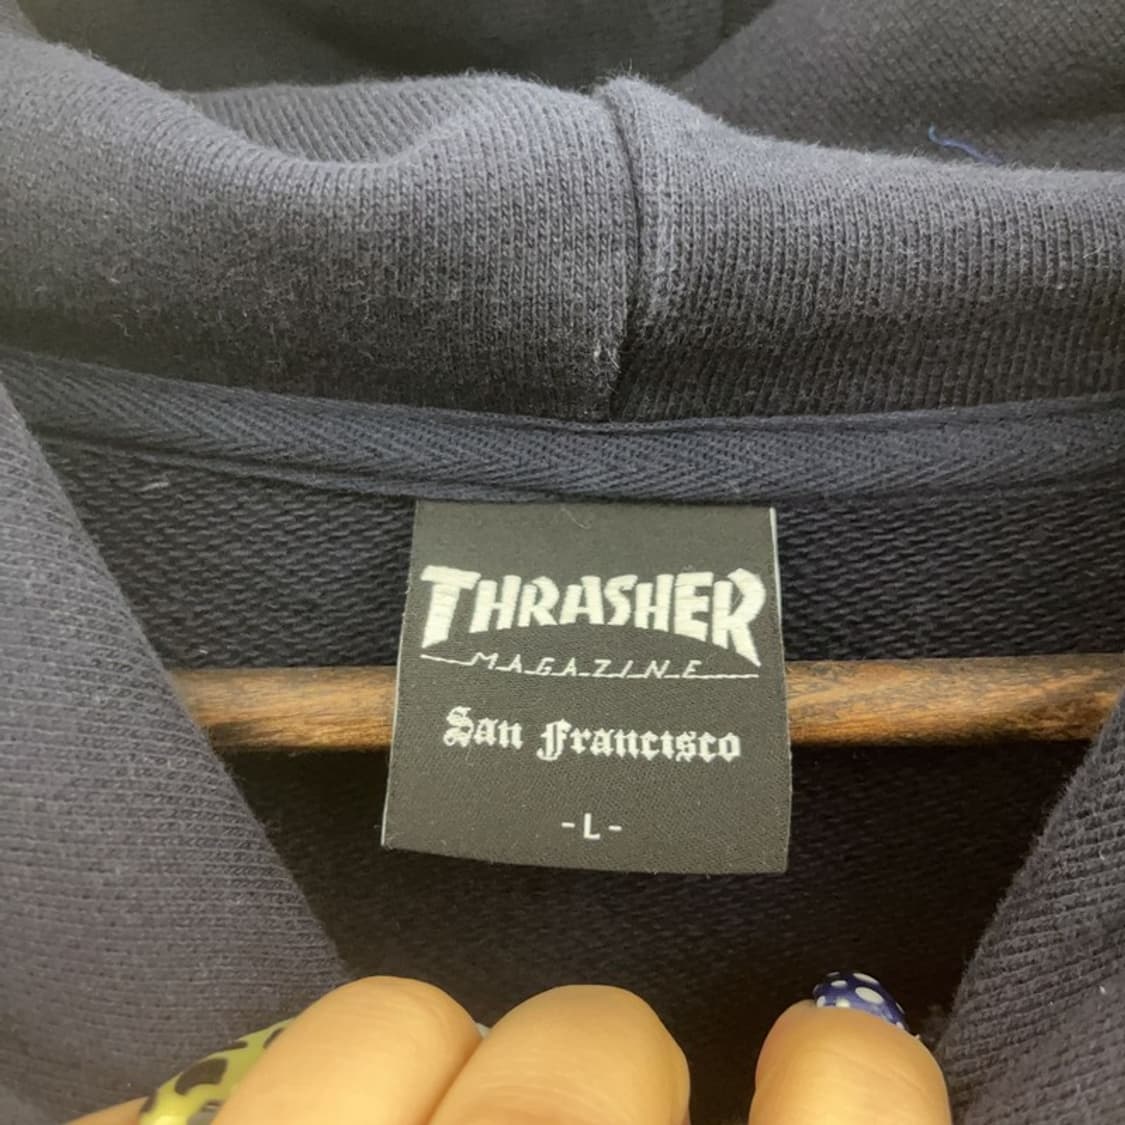 THRASHER
MAGAZINE
San Francisco
-L-